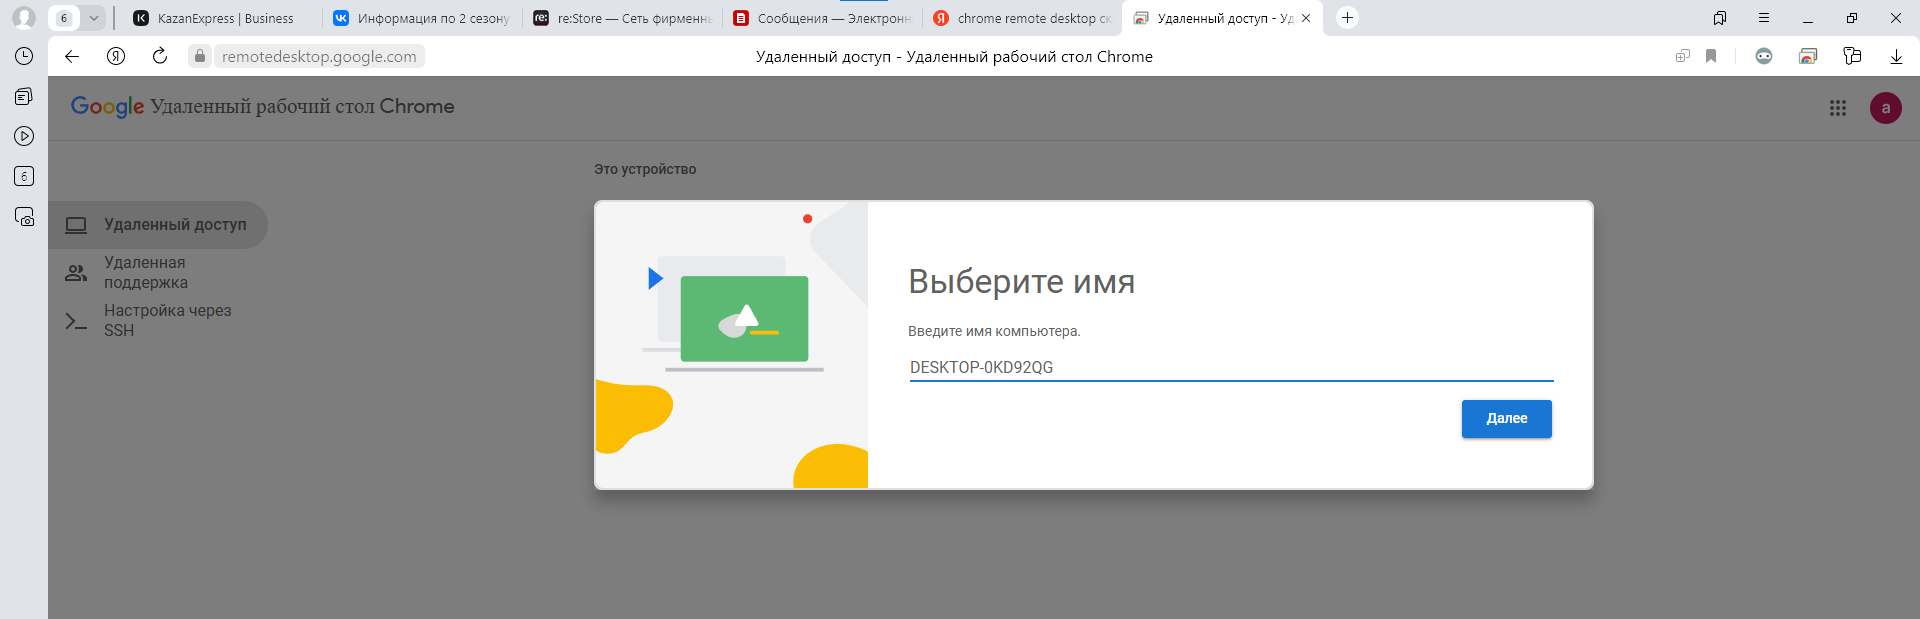 6
KazanExpress | Business
Информация по 2 сезону
re:Store — Сеть фирменнь
Сообщения — Электронн
chrome remote desktop ск
Удаленный доступ - Уд
remotedesktop.google.com
Удаленный доступ - Удаленный рабочий стол Chrome
Google Удаленный рабочий стол Chrome
a
6
Удаленный доступ
Удаленная
поддержка
Настройка через
SSH
Это устройство
Выберите имя
Введите имя компьютера.
DESKTOP-0KD92QG
Далее